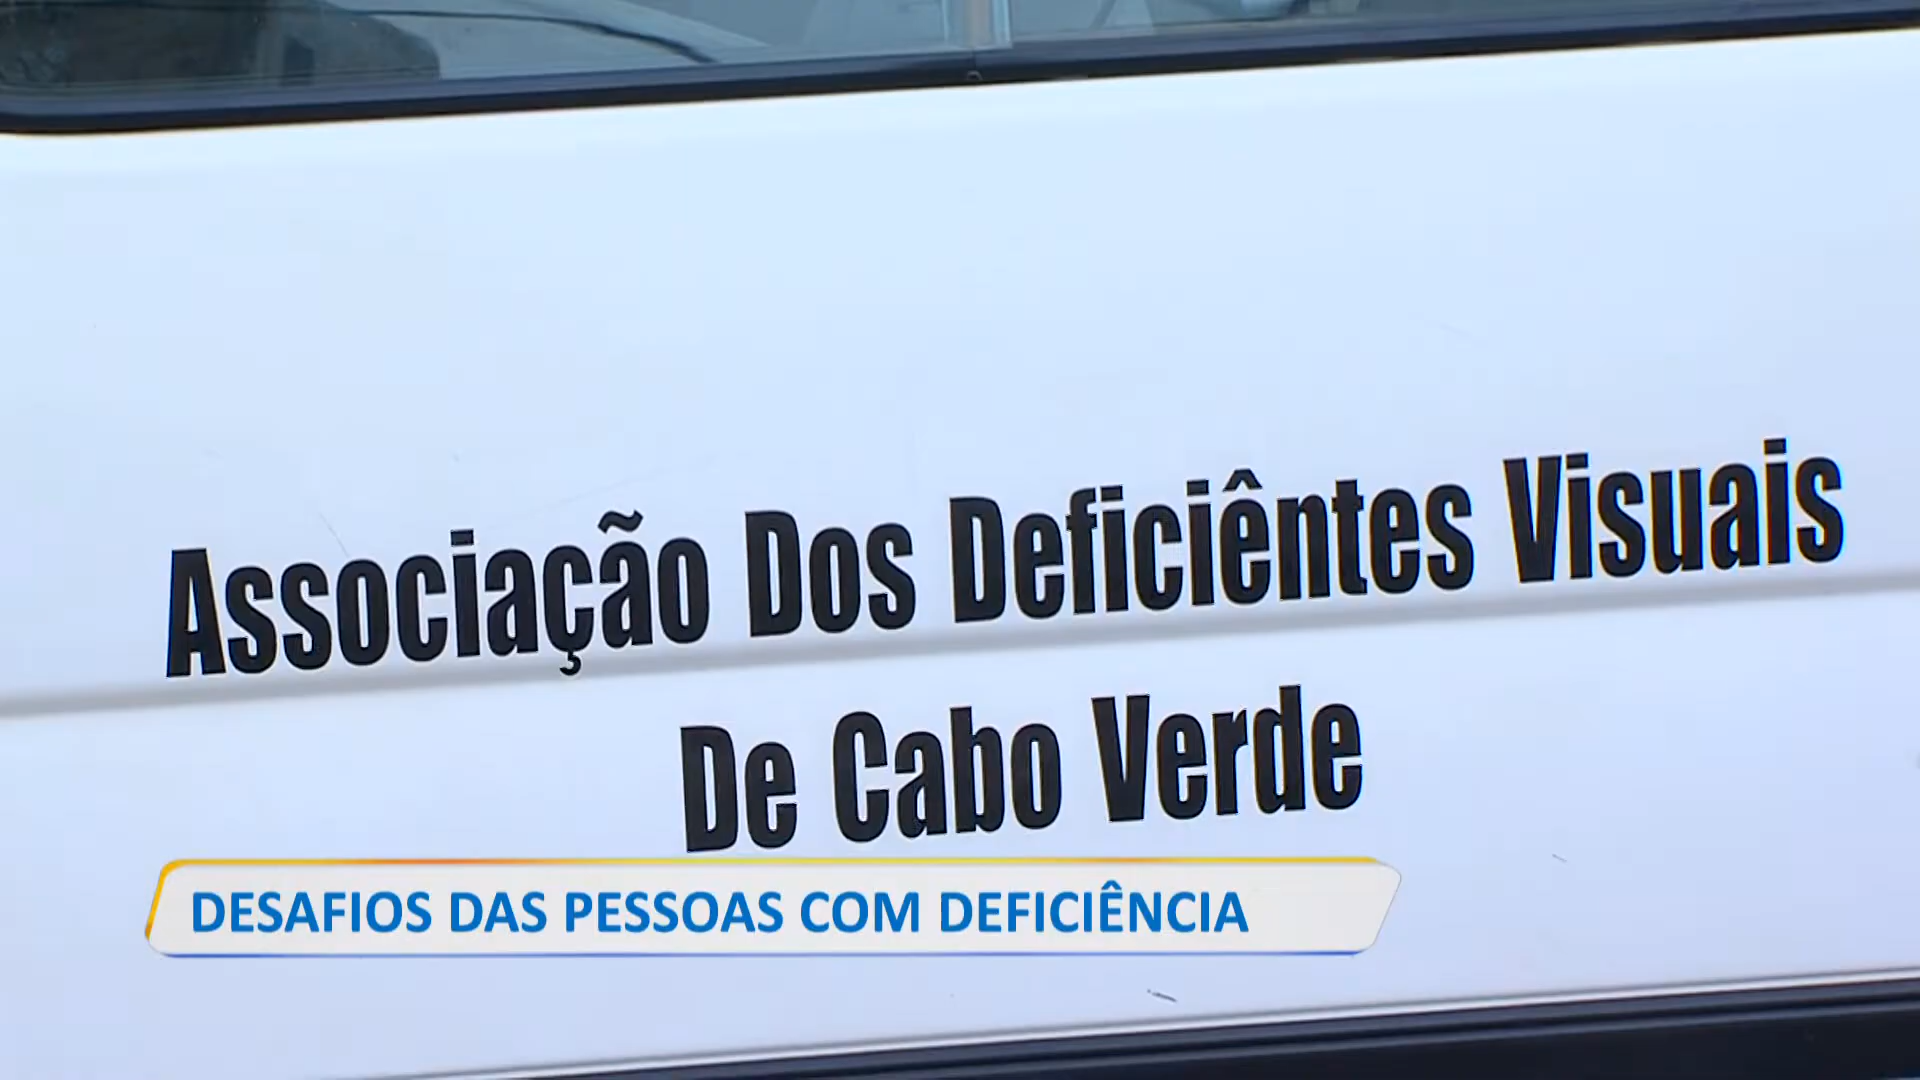 Associação Dos Deficiêntes Visuais
De Cabo Verde
DESAFIOS DAS PESSOAS COM DEFICIÊNCIA